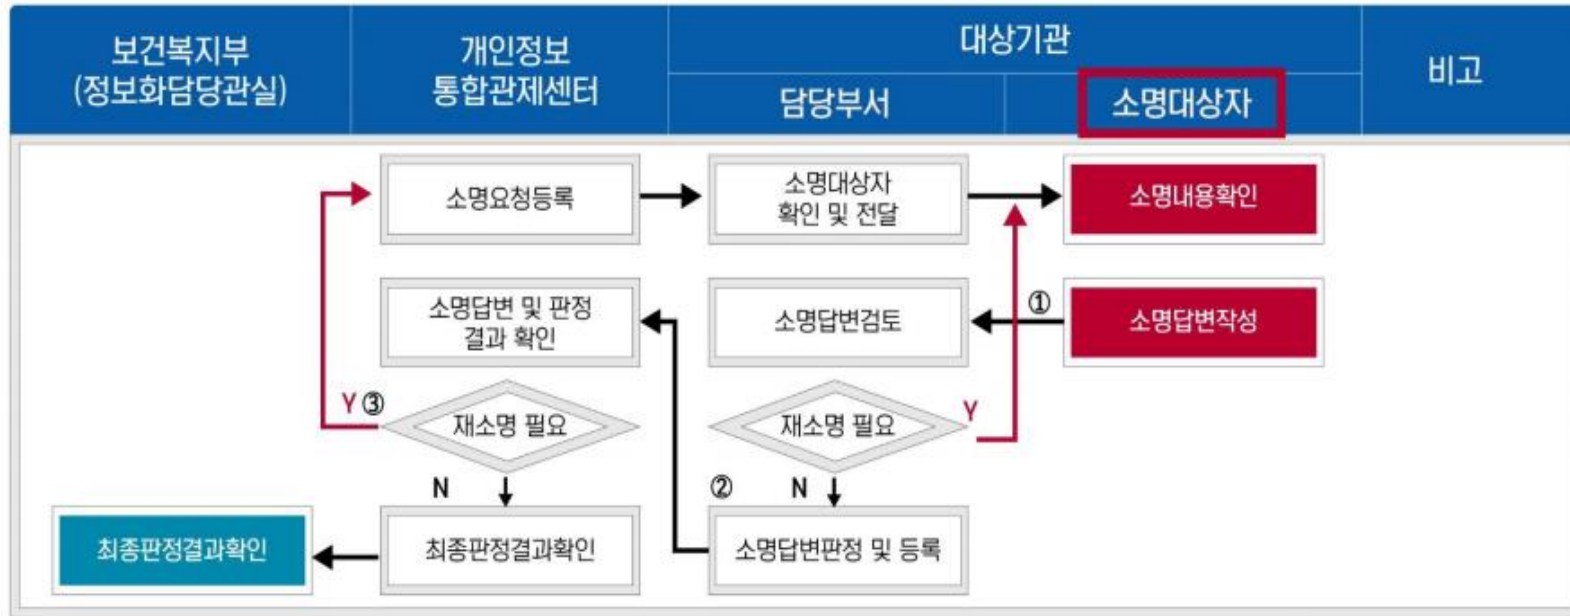 보건복지부
(정보화담당관실)
개인정보
통합관제센터
대상기관
담당부서
소명대상자
비고
소명요청등록
소명대상자
확인 및 전달
소명내용확인
소명답변 및 판정
결과 확인
소명답변검토
①
소명답변작성
Y ③
재소명 필요
재소명 필요
Y
N
②
N
최종판정결과확인
최종판정결과확인
소명답변판정 및 등록